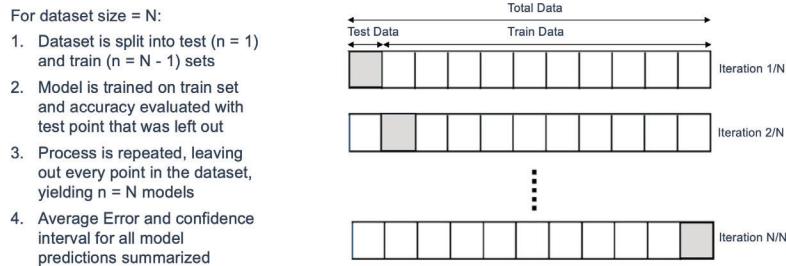 For dataset size = N:
1. Dataset is split into test (n = 1)
and train (n = N - 1) sets
2. Model is trained on train set
and accuracy evaluated with
test point that was left out
3. Process is repeated, leaving
out every point in the dataset,
yielding n = N models
4. Average Error and confidence
interval for all model
predictions summarized
Total Data
Test Data
Train Data
Iteration 1/N
Iteration 2/N
Iteration N/N